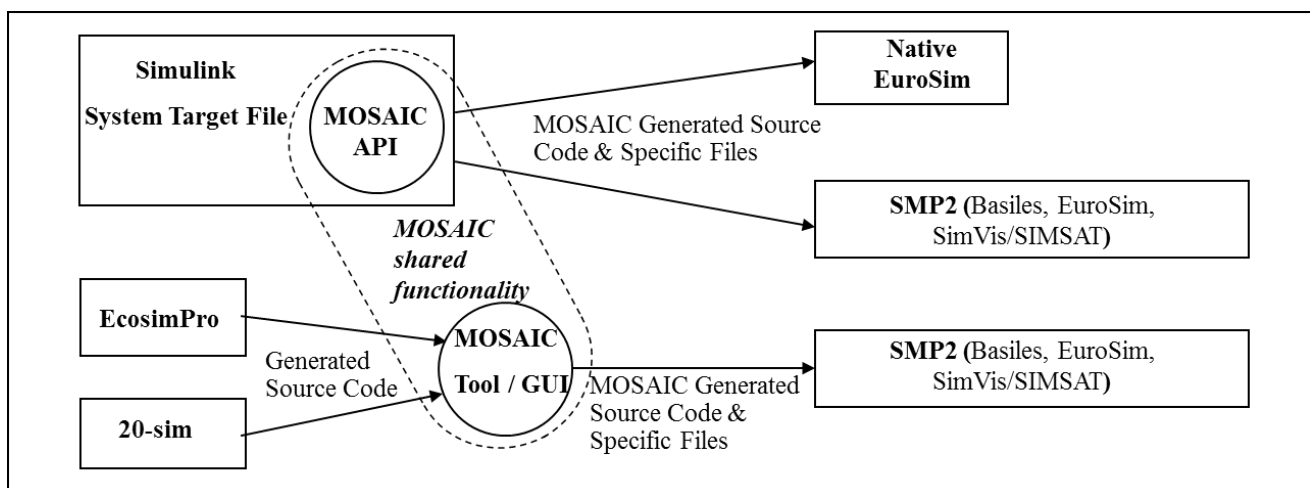 Simulink
System Target File
MOSAIC
API
Native
EuroSim
MOSAIC Generated Source
Code & Specific Files
SMP2 (Basiles, EuroSim,
SimVis/SIMSAT)
MOSAIC
shared
functionality
EcosimPro
Generated
Source Code
20-sim
MOSAIC
Tool / GUI
MOSAIC Generated
Source Code &
Specific Files
SMP2 (Basiles, EuroSim,
SimVis/SIMSAT)